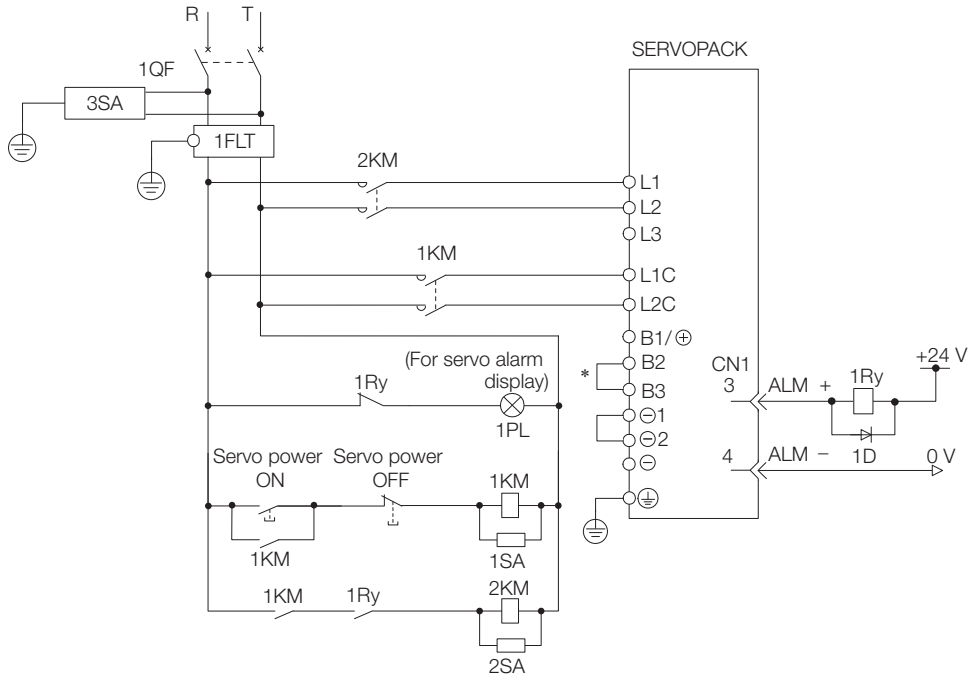 R T
SERVOPACK
1QF
3SA
1FLT
2KM
L1
L2
L3
1KM
L1C
L2C
B1/⊕
(For servo alarm
display)
B2
CN1
+24 V
*
1Ry
B3
3
ALM +
1Ry
1PL
⊖1
⊖2
1D
Servo power
ON
Servo power
OFF
⊖
4
ALM −
0 V
1KM
1KM
1SA
1KM
1Ry
2KM
2SA